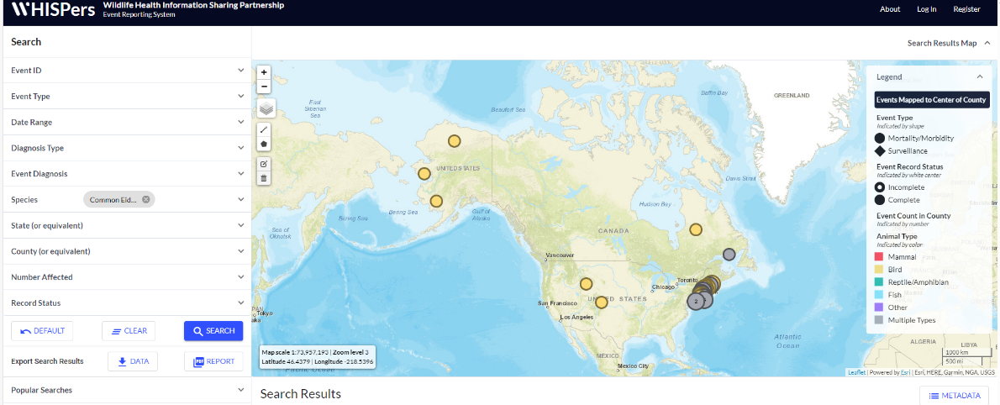 WHISPers
Wildlife Health Information Sharing Partnership
Event Reporting System
About
Log In
Register
Search
Search Results Map
Event ID
Event Type
Date Range
Diagnosis Type
Event Diagnosis
Species
Common Eid...
State (or equivalent)
County (or equivalent)
Number Affected
Record Status
DEFAULT
CLEAR
SEARCH
Export Search Results
DATA
PDF
REPORT
Popular Searches
+
−
East
Siberian
Sea
Beaufort Sea
Baffin Bay
GREENLAND
UNITED STATES
Davis Strait
Hudson Bay
Bering Sea
Bering Sea
Gulf of
Alaska
Sea of
Okhotsk
CANADA
Vancouver
Toronto
Chicago
San Francisco
UNITED STATES
2
Los Angeles
PAN
Tokyo
Atlantic
Ocean
MÉXICO
Mexico City
ALGERIA
LIBYA
Pacific Ocean
Map scale 1:73,957,193 | Zoom level 3
Latitude 46.4379 | Longitude -218.5396
1000 km
500 mi
Leaflet | Powered by Esri | Esri, HERE, Garmin, NGA, USGS
Legend
Events Mapped to Center of County
Event Type
Indicated by shape
Mortality/Morbidity
Surveillance
Event Record Status
Indicated by white center
Incomplete
Complete
Event Count in County
Indicated by number
Animal Type
Indicated by color
Mammal
Bird
Reptile/Amphibian
Fish
Other
Multiple Types
Search Results
METADATA